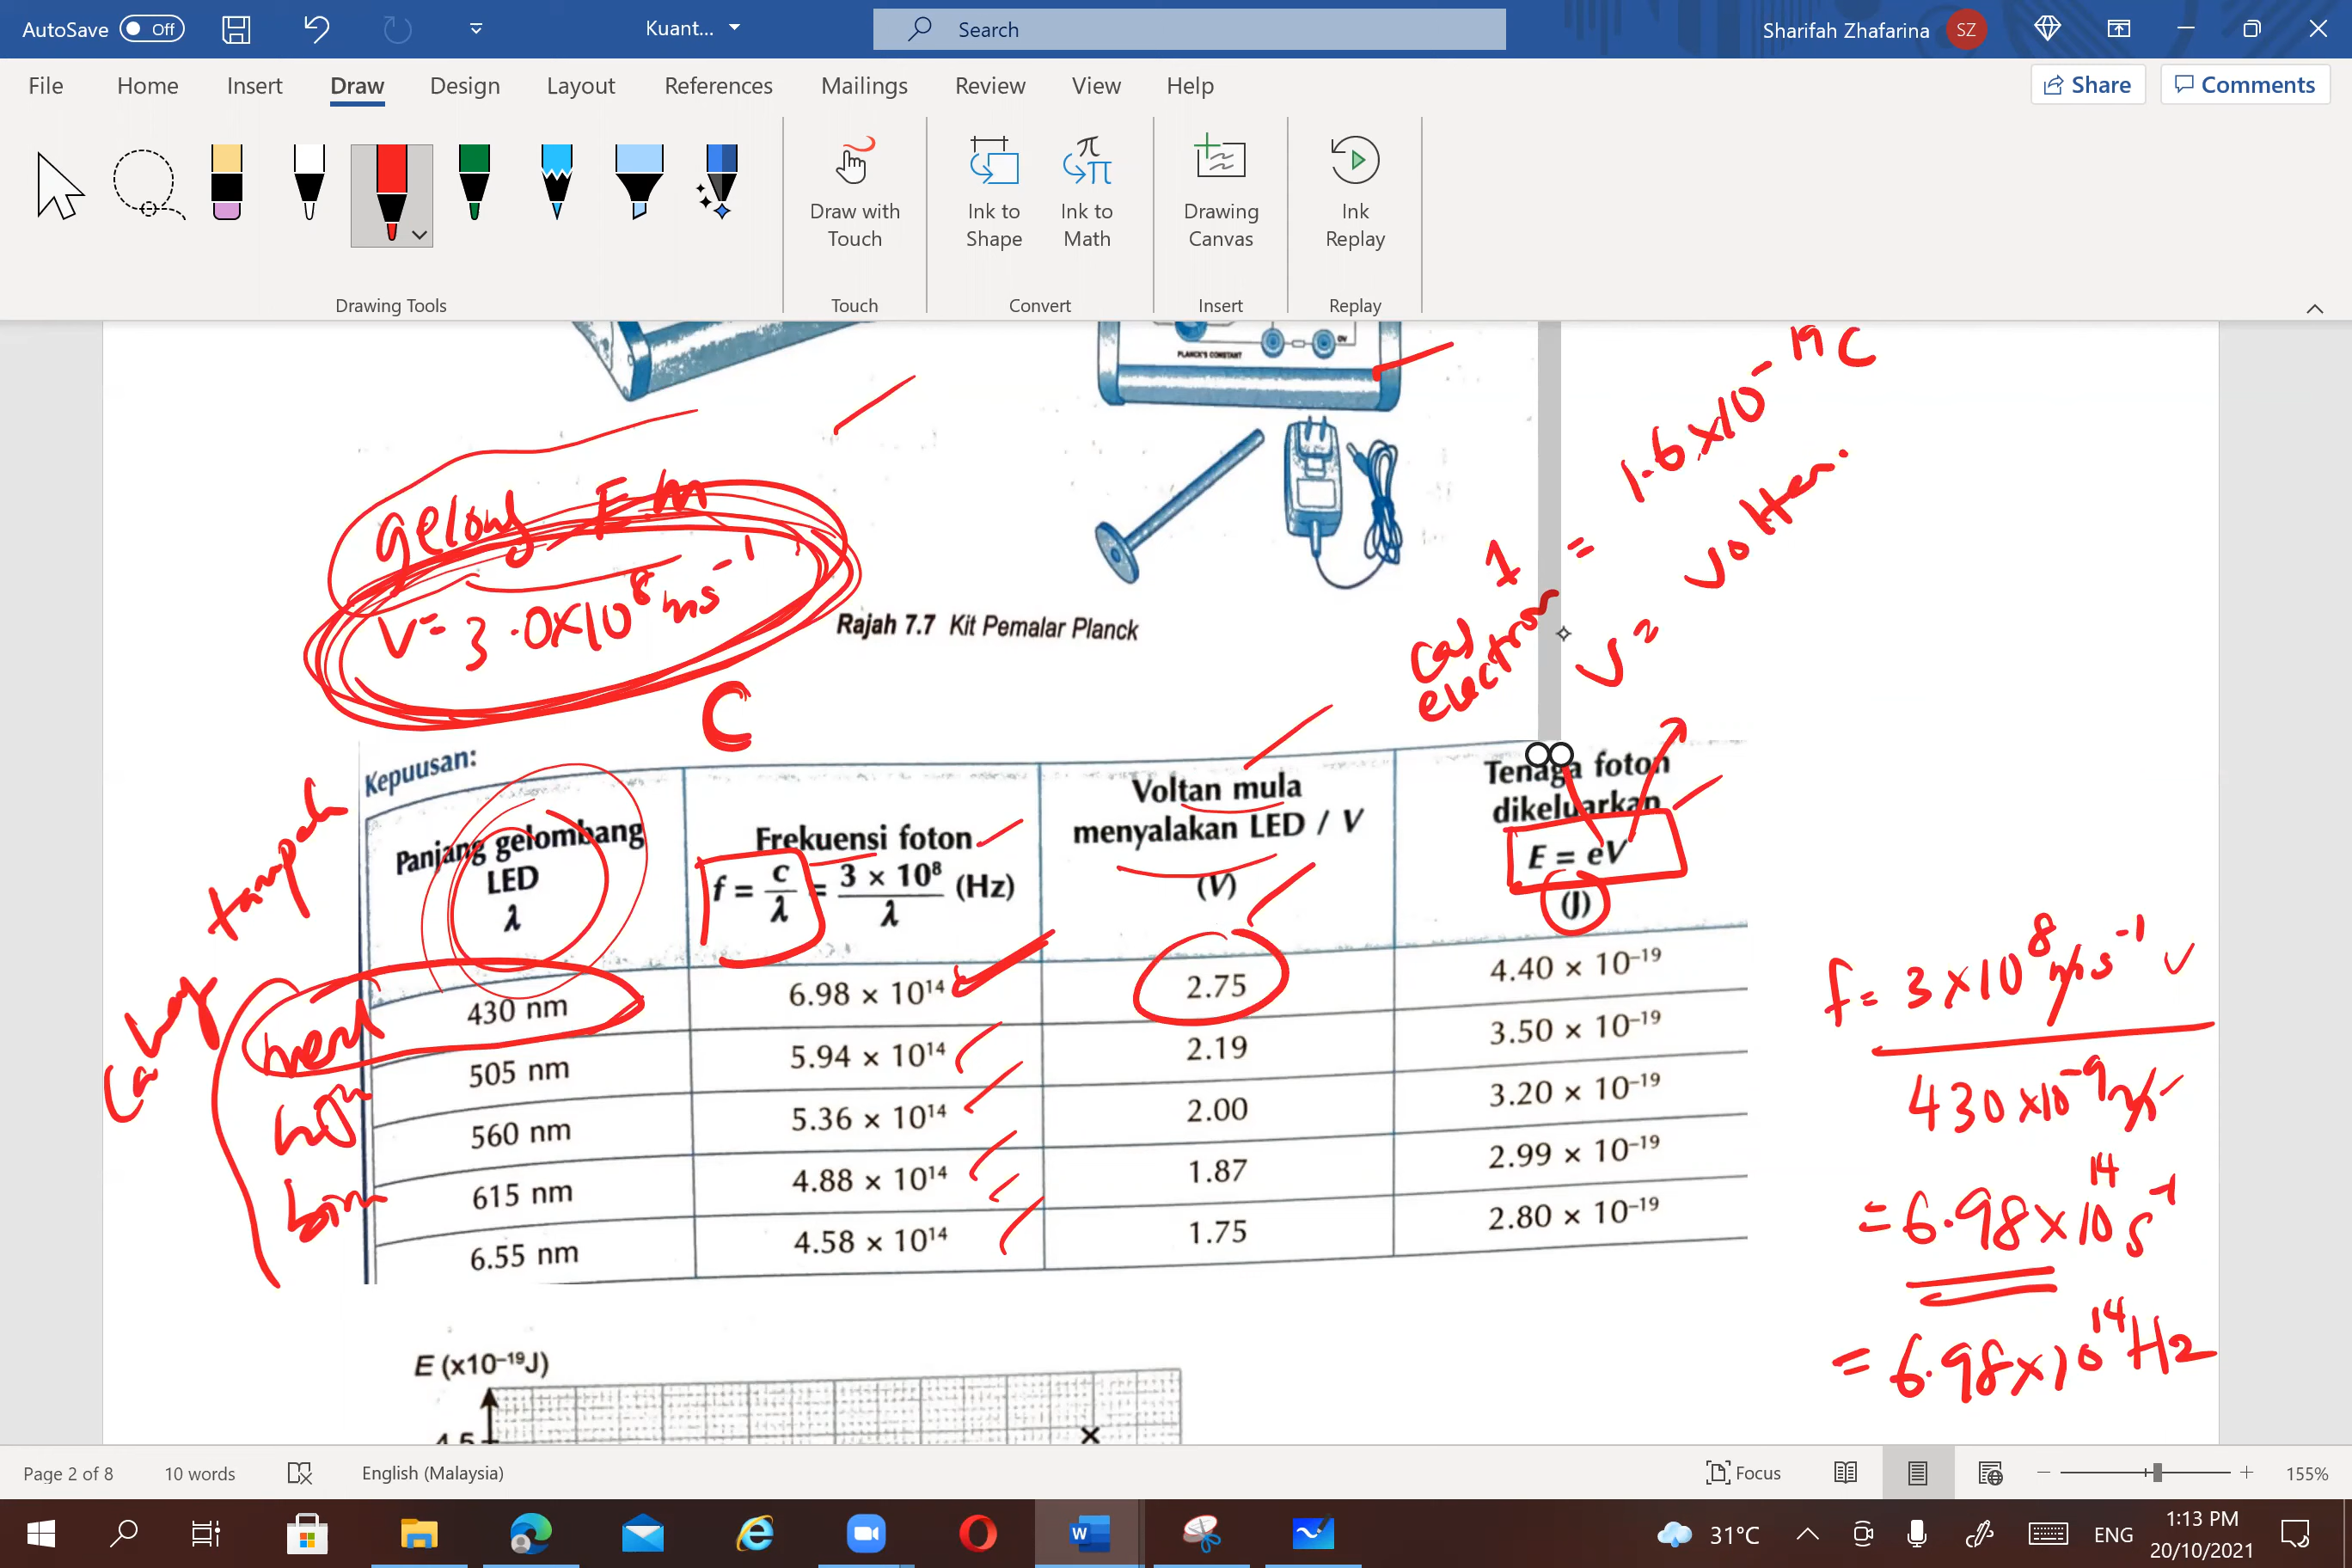 AutoSave Off Kuant... Search Sharifah Zhafarina SZ
File Home Insert Draw Design Layout References Mailings Review View Help Share Comments
Draw with Touch
Ink to Shape
Ink to Math
Drawing Canvas
Ink Replay
Drawing Tools Touch Convert Insert Replay
PLANCK'S CONSTANT
0V
1.6x10⁻¹⁹ C
gelong EM
V = 3.0x10⁸ ms⁻¹
C
1 =
Cas electron
V =
volter.
Rajah 7.7 Kit Pemalar Planck
Kepuusan:
Panjang gelombang LED λ
Frekuensi foton f = c/λ = 3 × 10⁸/λ (Hz)
Voltan mula menyalakan LED / V (V)
Tenaga foton dikeluarkan E = eV (J)
430 nm 6.98 × 10¹⁴ 2.75 4.40 × 10⁻¹⁹
505 nm 5.94 × 10¹⁴ 2.19 3.50 × 10⁻¹⁹
560 nm 5.36 × 10¹⁴ 2.00 3.20 × 10⁻¹⁹
615 nm 4.88 × 10¹⁴ 1.87 2.99 × 10⁻¹⁹
6.55 nm 4.58 × 10¹⁴ 1.75 2.80 × 10⁻¹⁹
Cahay tampak
f = 3x10⁸ ms⁻¹
430x10⁻⁹ m
= 6.98x10¹⁴ s⁻¹
= 6.98x10¹⁴ Hz
E (x10⁻¹⁹J)
4.5
Page 2 of 8 10 words English (Malaysia) Focus 155%
31°C ENG 1:13 PM
20/10/2021